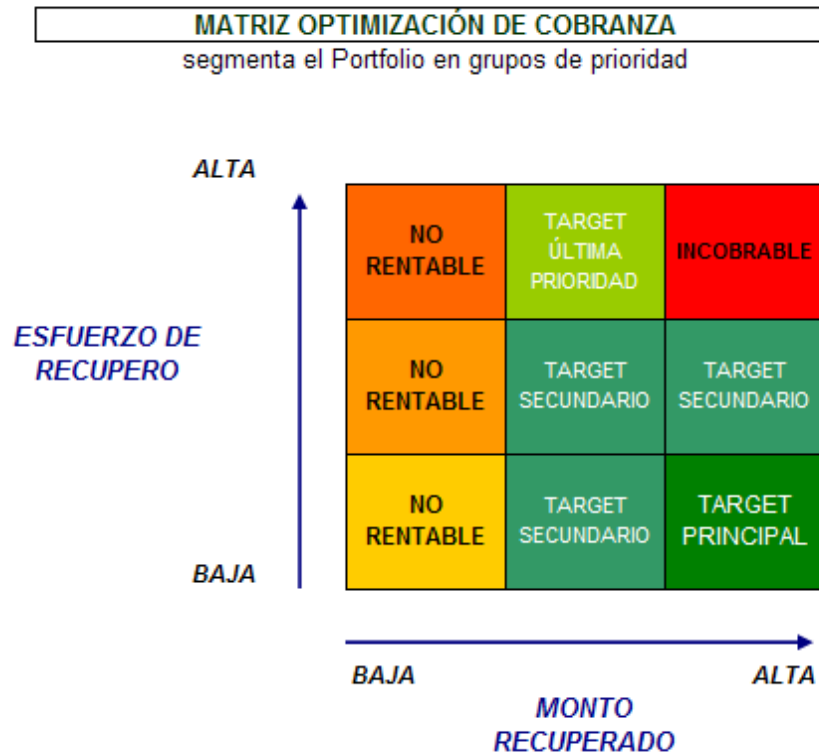 MATRIZ OPTIMIZACIÓN DE COBRANZA
segmenta el Portfolio en grupos de prioridad
ALTA
NO
RENTABLE
TARGET
ÚLTIMA
PRIORIDAD
INCOBRABLE
ESFUERZO DE
RECUPERO
NO
RENTABLE
TARGET
SECUNDARIO
TARGET
SECUNDARIO
NO
RENTABLE
TARGET
SECUNDARIO
TARGET
PRINCIPAL
BAJA
BAJA
ALTA
MONTO
RECUPERADO